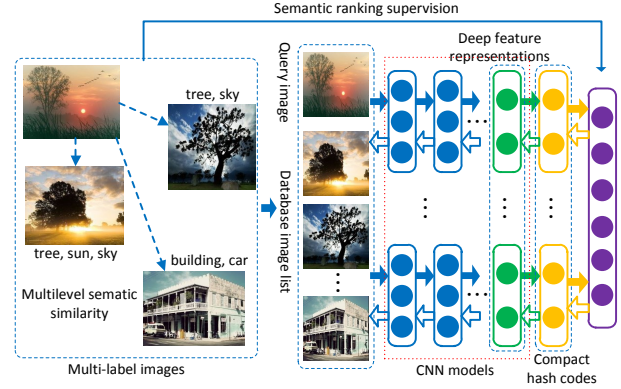 Semantic ranking supervision
Deep feature
representations
Query image
Database image list
tree, sky
tree, sun, sky
building, car
Multilevel sematic
similarity
Multi-label images
CNN models
Compact
hash codes